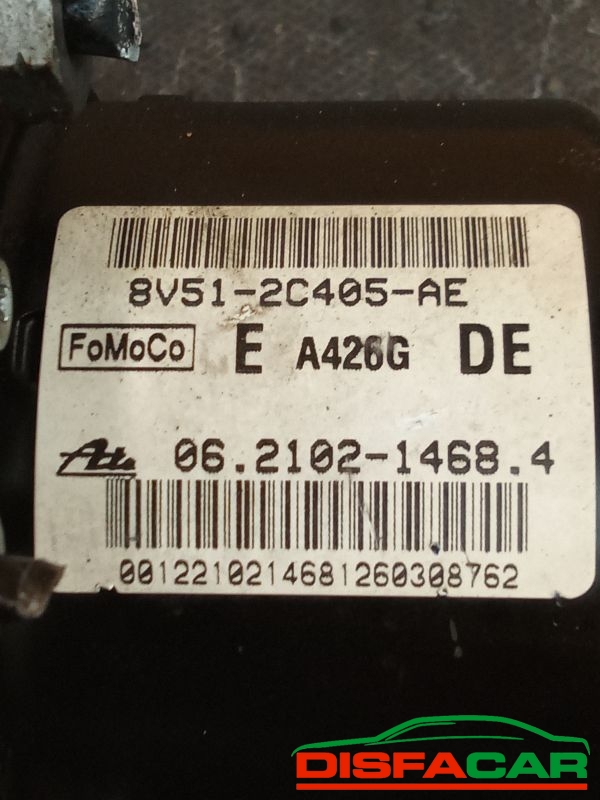 8V51-2C405-AE
FoMoCo E A426G DE
Ate 06.2102-1468.4
0012210214681260308762
DISFACAR